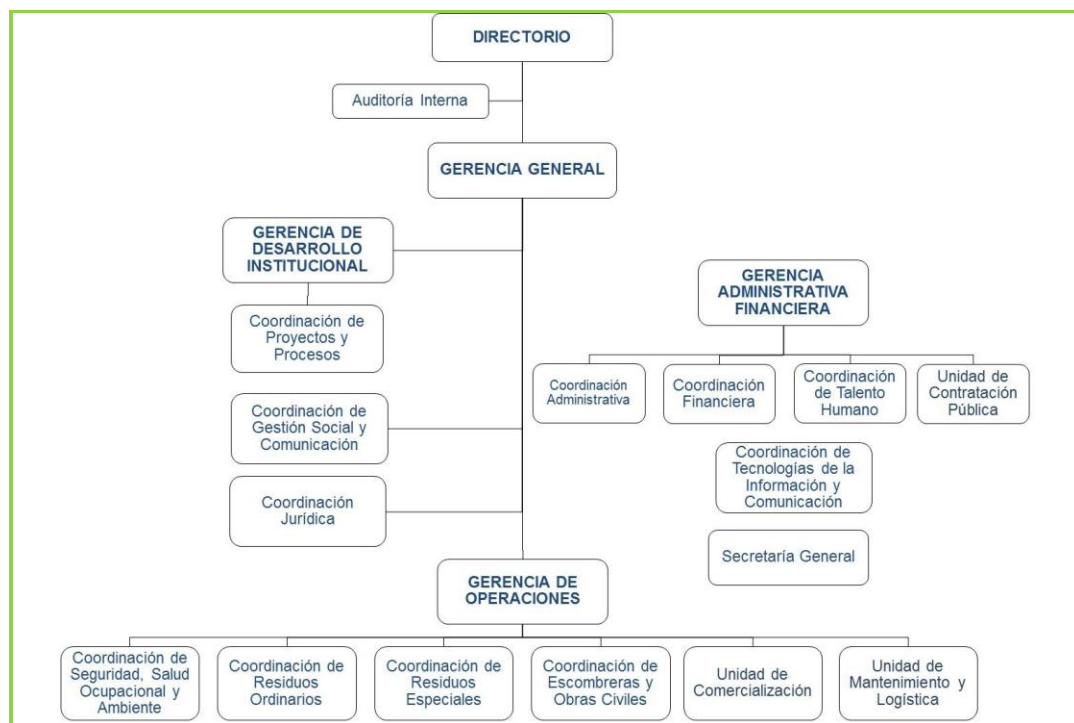 DIRECTORIO
Auditoría Interna
GERENCIA GENERAL
GERENCIA DE
DESARROLLO
INSTITUCIONAL
GERENCIA
ADMINISTRATIVA
FINANCIERA
Coordinación de
Proyectos y
Procesos
Coordinación
Administrativa
Coordinación
Financiera
Coordinación
de Talento
Humano
Unidad de
Contratación
Pública
Coordinación de
Gestión Social y
Comunicación
Coordinación de
Tecnologías de la
Información y
Comunicación
Coordinación
Jurídica
Secretaría General
GERENCIA DE
OPERACIONES
Coordinación de
Seguridad, Salud
Ocupacional y
Ambiente
Coordinación de
Residuos
Ordinarios
Coordinación de
Residuos
Especiales
Coordinación de
Escombreras y
Obras Civiles
Unidad de
Comercialización
Unidad de
Mantenimiento y
Logística